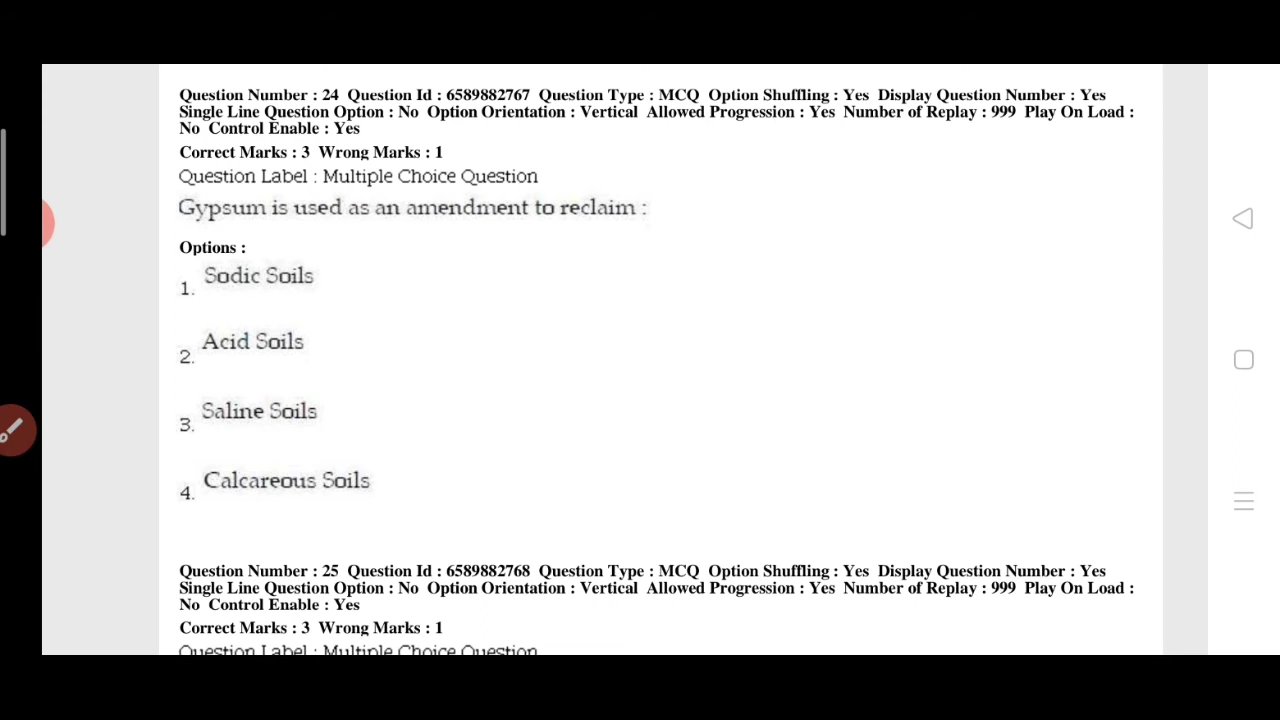 Question Number : 24 Question Id : 6589882767 Question Type : MCQ Option Shuffling : Yes Display Question Number : Yes
Single Line Question Option : No Option Orientation : Vertical Allowed Progression : Yes Number of Replay : 999 Play On Load :
No Control Enable : Yes
Correct Marks : 3 Wrong Marks : 1
Question Label : Multiple Choice Question
Gypsum is used as an amendment to reclaim :
Options :
1. Sodic Soils
2. Acid Soils
3. Saline Soils
4. Calcareous Soils
Question Number : 25 Question Id : 6589882768 Question Type : MCQ Option Shuffling : Yes Display Question Number : Yes
Single Line Question Option : No Option Orientation : Vertical Allowed Progression : Yes Number of Replay : 999 Play On Load :
No Control Enable : Yes
Correct Marks : 3 Wrong Marks : 1
Question Label : Multiple Choice Question